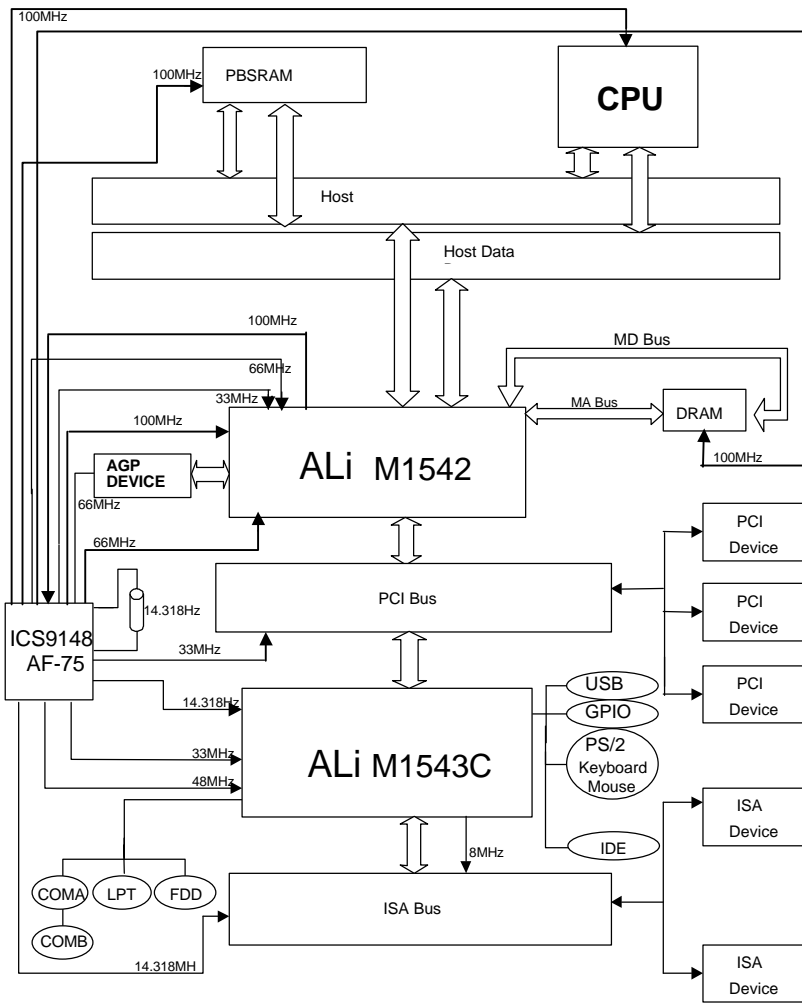 100MHz
100MHz
PBSRAM
CPU
Host
Host Data
100MHz
66MHz
33MHz
MD Bus
MA Bus
DRAM
100MHz
ALi M1542
AGP
DEVICE
66MHz
100MHz
66MHz
PCI
Device
PCI Bus
PCI
Device
14.318Hz
ICS9148
AF-75
33MHz
PCI
Device
14.318Hz
USB
GPIO
PS/2
Keyboard
Mouse
ALi M1543C
33MHz
48MHz
ISA
Device
8MHz
IDE
COMA
LPT
FDD
ISA Bus
COMB
14.318MH
ISA
Device